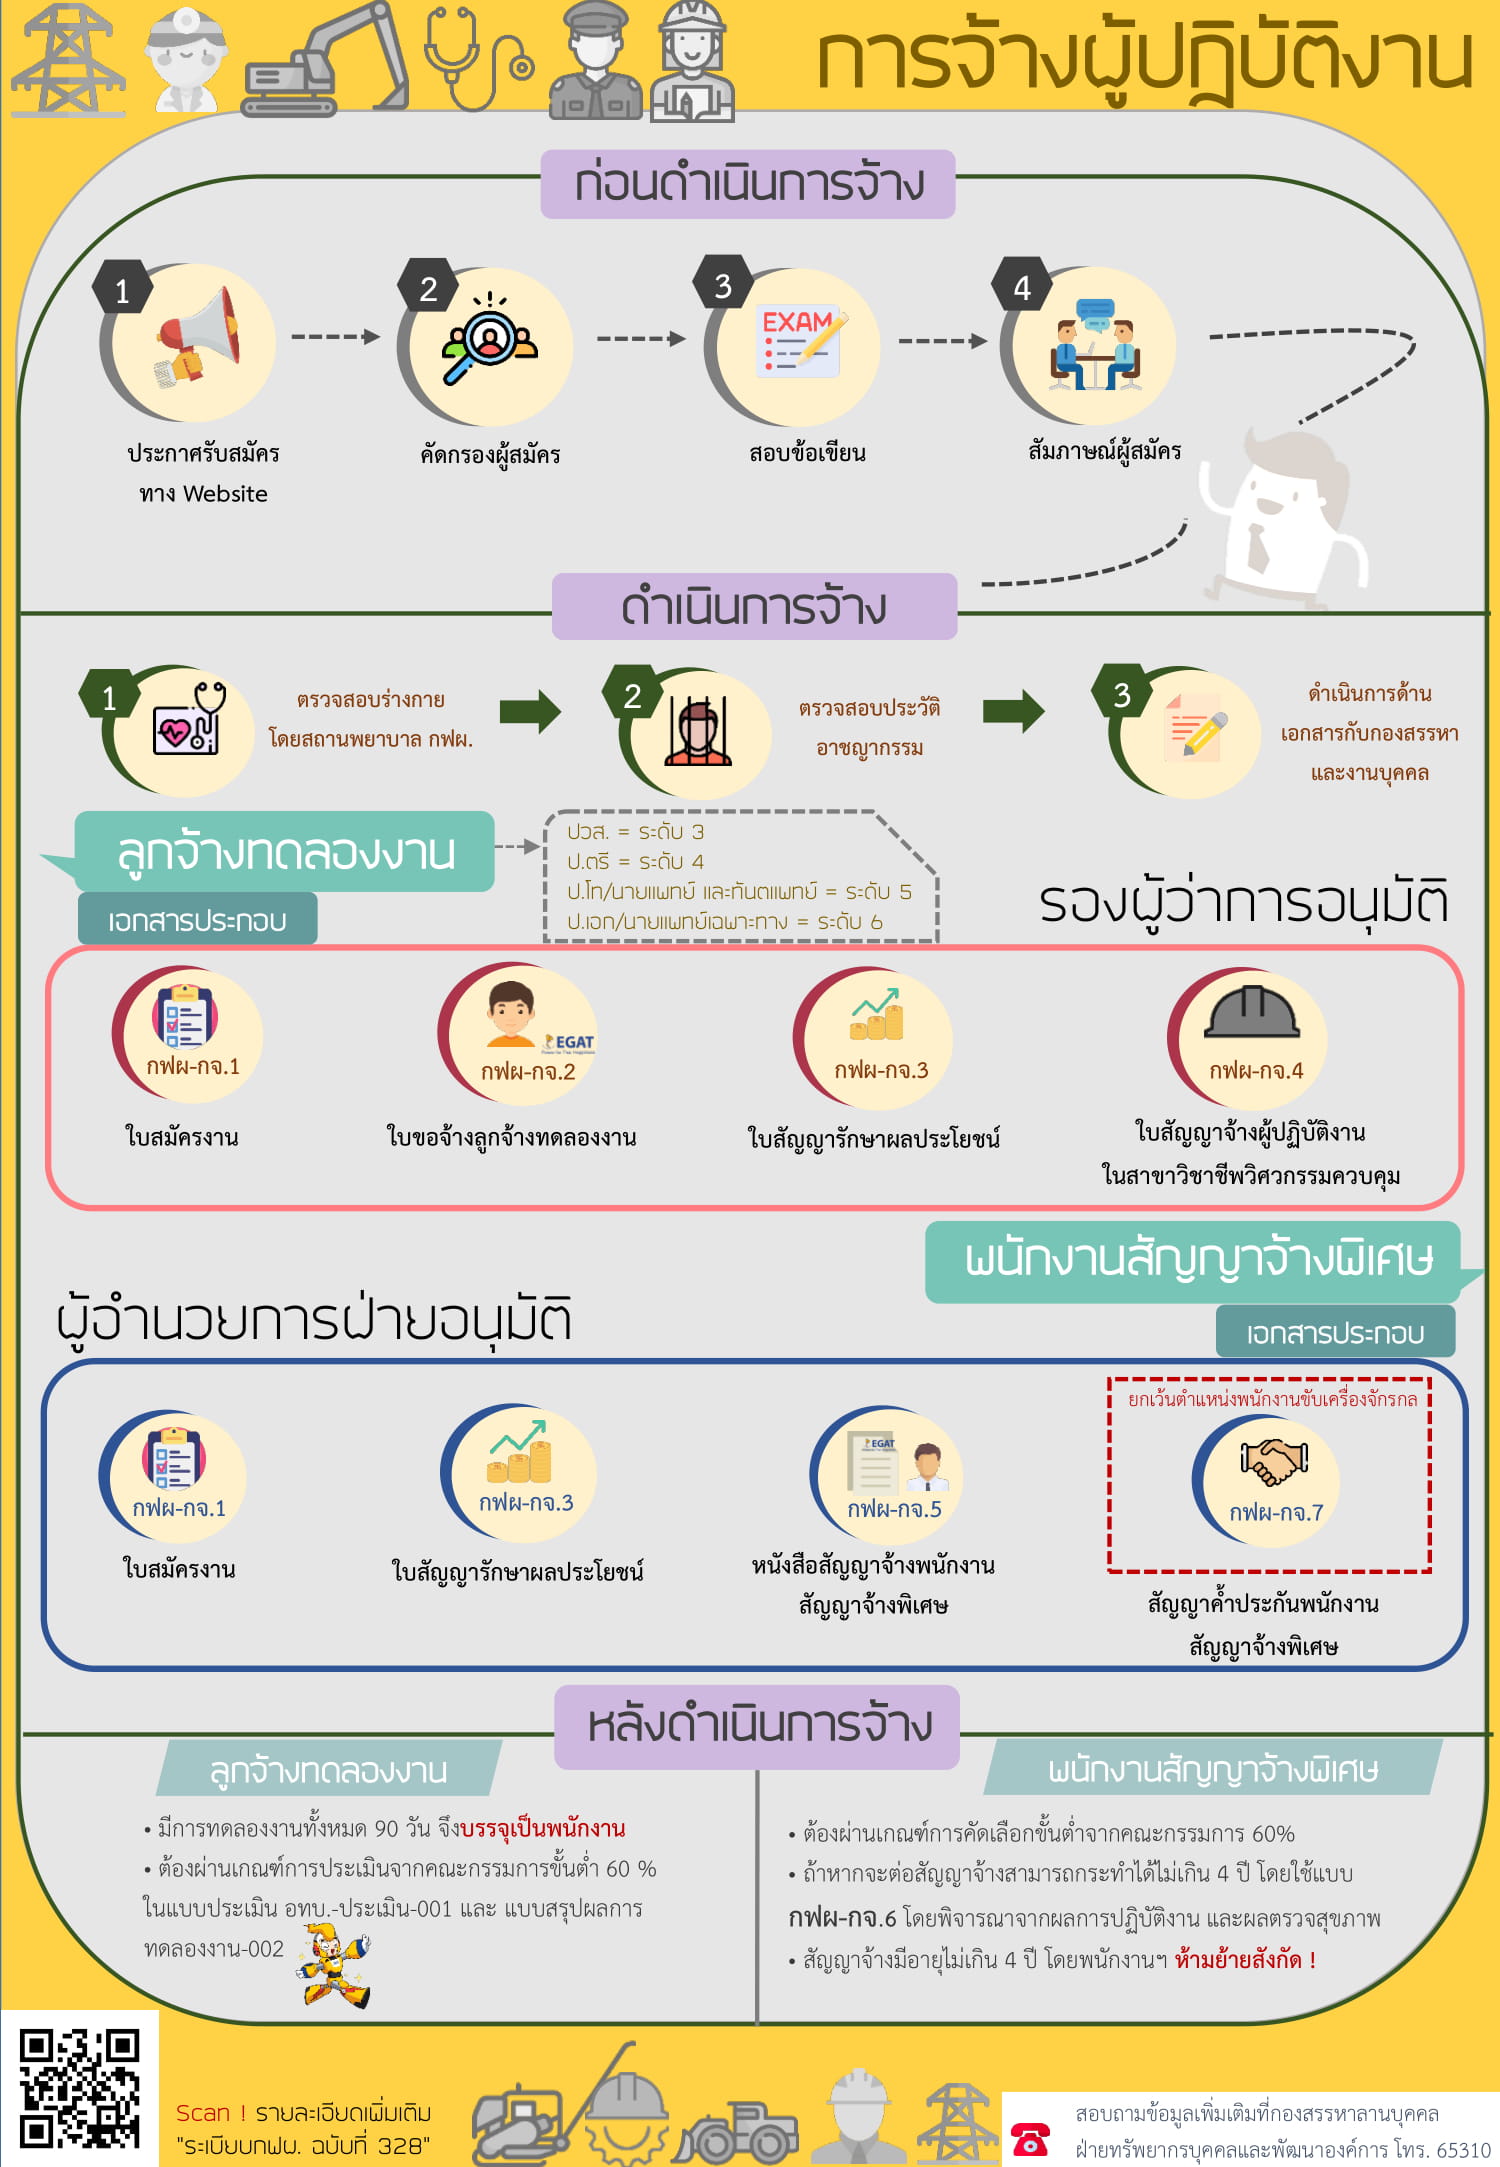 การจ้างผู้ปฏิบัติงาน
ก่อนดำเนินการจ้าง
1
2
3
4
EXAM
ประกาศรับสมัคร
ทาง Website
คัดกรองผู้สมัคร
สอบข้อเขียน
สัมภาษณ์ผู้สมัคร
ดำเนินการจ้าง
1
ตรวจสอบร่างกาย
โดยสถานพยาบาล กฟผ.
2
ตรวจสอบประวัติ
อาชญากรรม
3
ดำเนินการด้าน
เอกสารกับกองสรรหา
และงานบุคคล
ลูกจ้างทดลองงาน
เอกสารประกอบ
ปวส. = ระดับ 3
ป.ตรี = ระดับ 4
ป.โท/นายแพทย์ และทันตแพทย์ = ระดับ 5
ป.เอก/นายแพทย์เฉพาะทาง = ระดับ 6
รองผู้ว่าการอนุมัติ
กฟผ-กจ.1
ใบสมัครงาน
EGAT
กฟผ-กจ.2
ใบขอจ้างลูกจ้างทดลองงาน
กฟผ-กจ.3
ใบสัญญารักษาผลประโยชน์
กฟผ-กจ.4
ใบสัญญาจ้างผู้ปฏิบัติงาน
ในสาขาวิชาชีพวิศวกรรมควบคุม
พนักงานสัญญาจ้างพิเศษ
เอกสารประกอบ
ผู้อำนวยการฝ่ายอนุมัติ
กฟผ-กจ.1
ใบสมัครงาน
กฟผ-กจ.3
ใบสัญญารักษาผลประโยชน์
EGAT
กฟผ-กจ.5
หนังสือสัญญาจ้างพนักงาน
สัญญาจ้างพิเศษ
ยกเว้นตำแหน่งพนักงานขับเครื่องจักรกล
กฟผ-กจ.7
สัญญาค้ำประกันพนักงาน
สัญญาจ้างพิเศษ
หลังดำเนินการจ้าง
ลูกจ้างทดลองงาน
• มีการทดลองงานทั้งหมด 90 วัน จึงบรรจุเป็นพนักงาน
• ต้องผ่านเกณฑ์การประเมินจากคณะกรรมการขั้นต่ำ 60 %
ในแบบประเมิน อทบ.-ประเมิน-001 และ แบบสรุปผลการ
ทดลองงาน-002
พนักงานสัญญาจ้างพิเศษ
• ต้องผ่านเกณฑ์การคัดเลือกขั้นต่ำจากคณะกรรมการ 60%
• ถ้าหากจะต่อสัญญาจ้างสามารถกระทำได้ไม่เกิน 4 ปี โดยใช้แบบ
กฟผ-กจ.6 โดยพิจารณาจากผลการปฏิบัติงาน และผลตรวจสุขภาพ
• สัญญาจ้างมีอายุไม่เกิน 4 ปี โดยพนักงานฯ ห้ามย้ายสังกัด !
Scan ! รายละเอียดเพิ่มเติม
"ระเบียบกฟผ. ฉบับที่ 328"
สอบถามข้อมูลเพิ่มเติมที่กองสรรหาลานบุคคล
ฝ่ายทรัพยากรบุคคลและพัฒนาองค์การ โทร. 65310